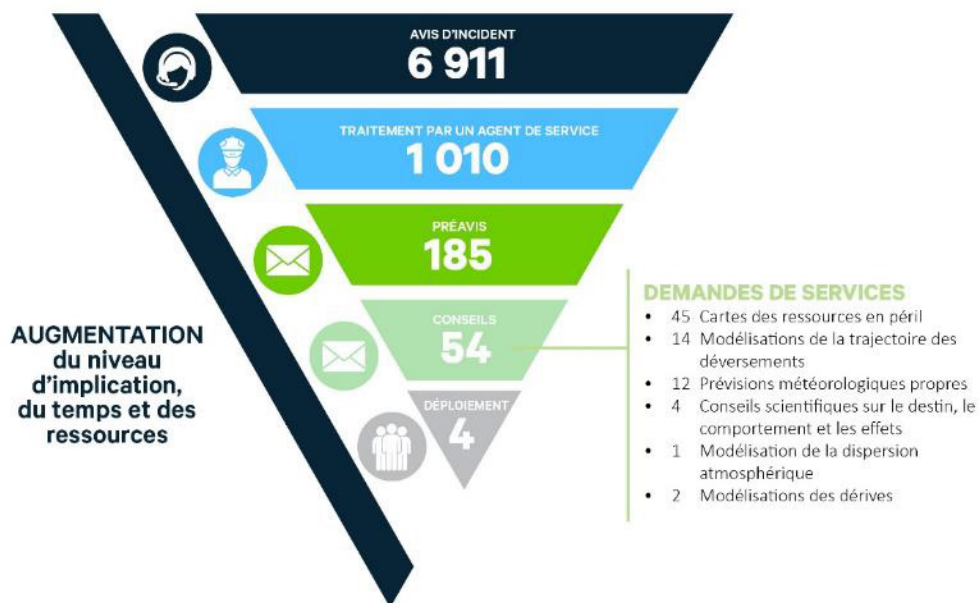 AVIS D'INCIDENT
6 911
TRAITEMENT PAR UN AGENT DE SERVICE
1 010
PRÉAVIS
185
CONSEILS
54
DÉPLOIEMENT
4
AUGMENTATION
du niveau
d'implication,
du temps et des
ressources
DEMANDES DE SERVICES
• 45 Cartes des ressources en péril
• 14 Modélisations de la trajectoire des
déversements
• 12 Prévisions météorologiques propres
• 4 Conseils scientifiques sur le destin, le
comportement et les effets
• 1 Modélisation de la dispersion
atmosphérique
• 2 Modélisations des dérives